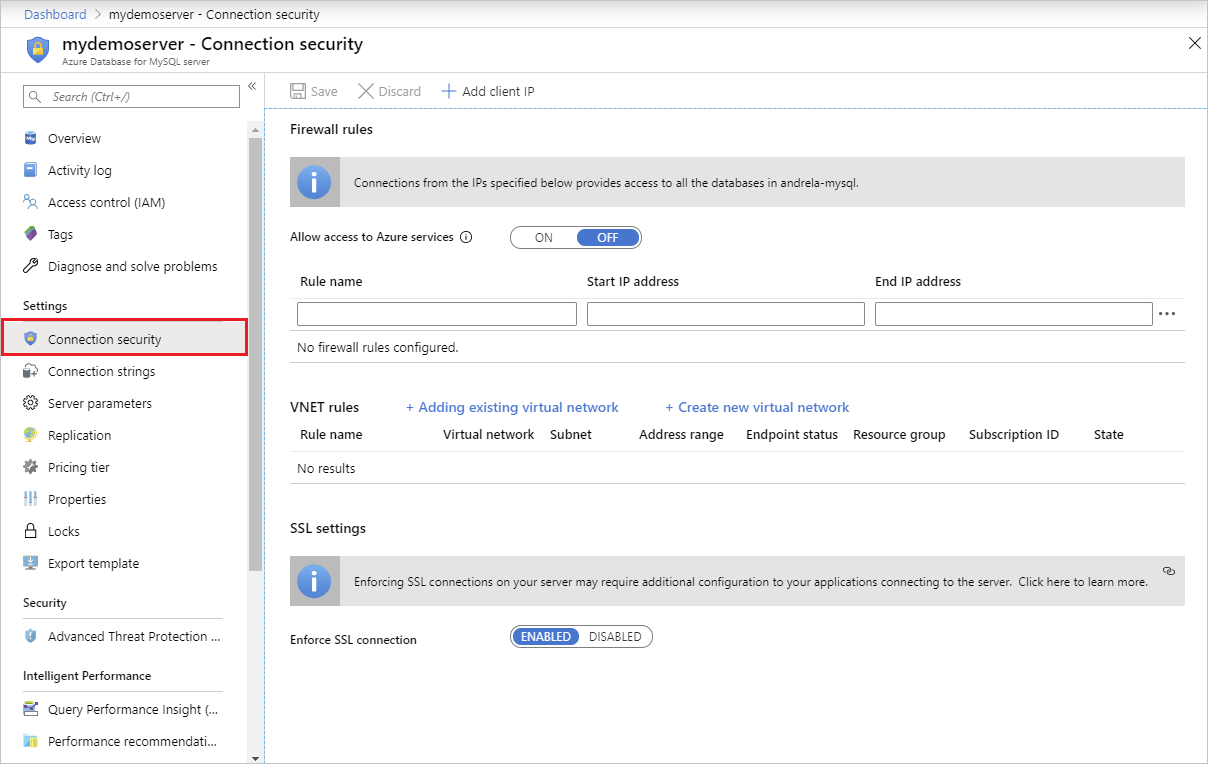 Dashboard > mydemoserver - Connection security
mydemoserver - Connection security
Azure Database for MySQL server
Search (Ctrl+/)
Overview
Activity log
Access control (IAM)
Tags
Diagnose and solve problems
Settings
Connection security
Connection strings
Server parameters
Replication
Pricing tier
Properties
Locks
Export template
Security
Advanced Threat Protection ...
Intelligent Performance
Query Performance Insight (...
Performance recommendati...
Save Discard + Add client IP
Firewall rules
Connections from the IPs specified below provides access to all the databases in andrela-mysql.
Allow access to Azure services ON OFF
Rule name Start IP address End IP address
No firewall rules configured.
VNET rules + Adding existing virtual network + Create new virtual network
Rule name Virtual network Subnet Address range Endpoint status Resource group Subscription ID State
No results
SSL settings
Enforcing SSL connections on your server may require additional configuration to your applications connecting to the server. Click here to learn more.
Enforce SSL connection ENABLED DISABLED